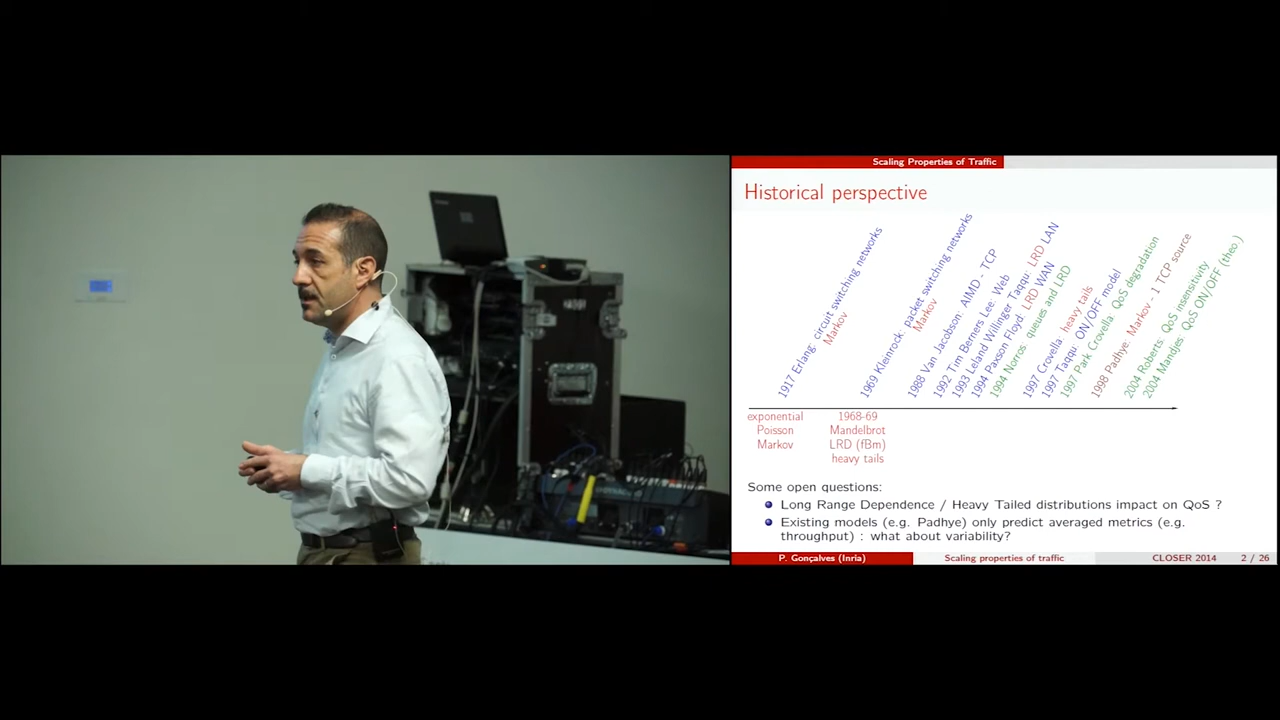 Scaling Properties of Traffic
Historical perspective
1917 Erlang: circuit switching networks
Markov
1969 Kleinrock: packet switching networks
Markov
1988 Van Jacobson: AIMD - TCP
1992 Tim Berners Lee: Web
1993 Leland Willinger Taqqu: LRD LAN
1994 Paxson Floyd: LRD WAN
1994 Norros: queues and LRD
1997 Crovella heavy tails
1997 Taqqu: ON/OFF model
1997 Park Crovella QoS degradation
1998 Padhye: Markov - 1 TCP source
2004 Roberts: QoS insensitivity
2004 Mandjes QoS ON/OFF (theo.)
exponential
Poisson
Markov
1968-69
Mandelbrot
LRD (fBm)
heavy tails
Some open questions:
Long Range Dependence / Heavy Tailed distributions impact on QoS ?
Existing models (e.g. Padhye) only predict averaged metrics (e.g.
throughput) : what about variability?
P. Gonçalves (Inria)
Scaling properties of traffic
CLOSER 2014
2 / 26